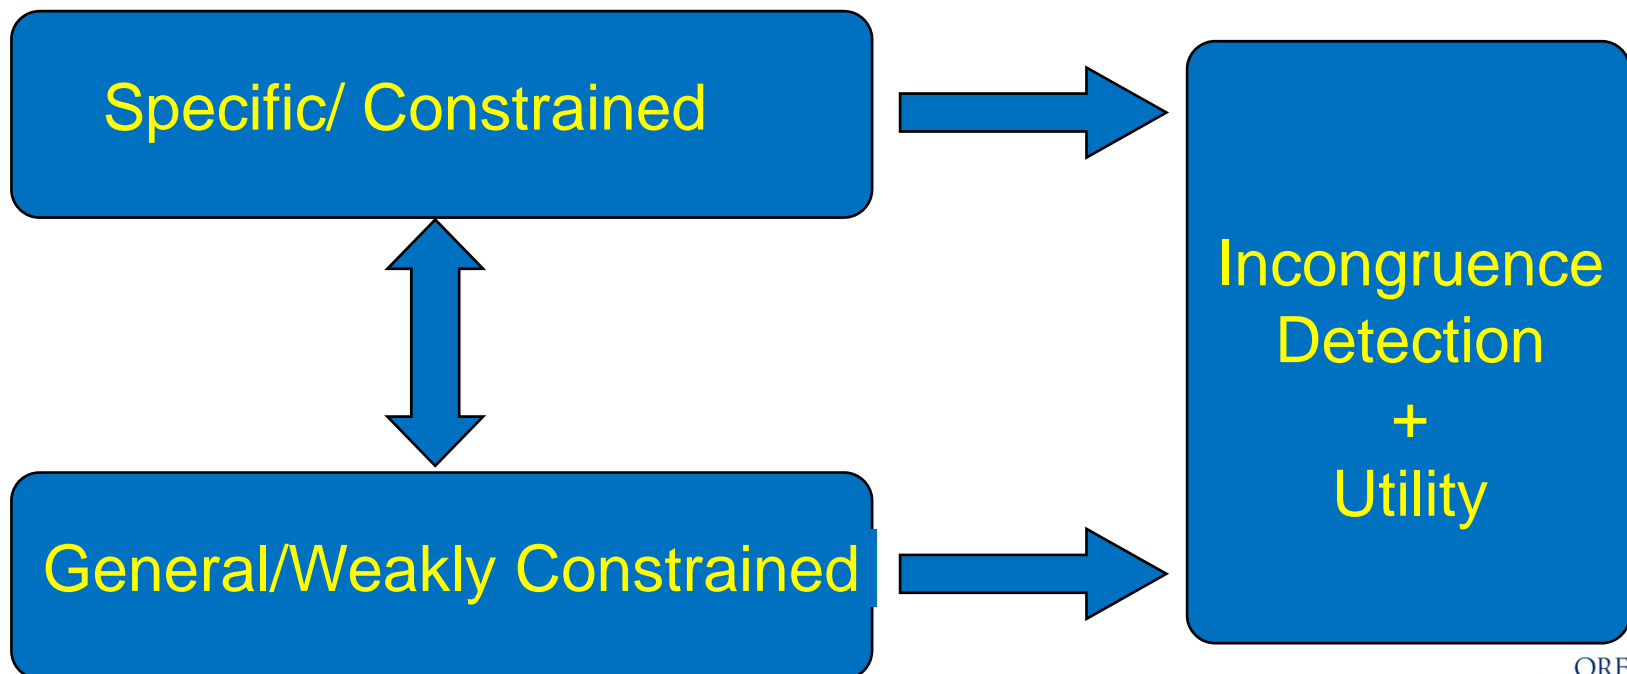 Specific/ Constrained
General/Weakly Constrained
Incongruence
Detection
+
Utility